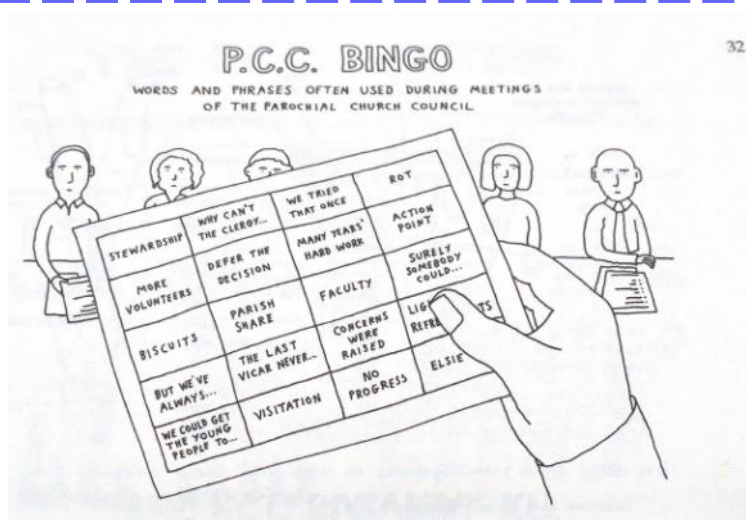 32
P.C.C. BINGO
WORDS AND PHRASES OFTEN USED DURING MEETINGS
OF THE PAROCHIAL CHURCH COUNCIL
STEWARDSHIP
WHY CAN'T
THE CLERGY...
WE TRIED
THAT ONCE
ROT
MORE
VOLUNTEERS
DEFER THE
DECISION
MANY YEARS'
HARD WORK
ACTION
POINT
BISCUITS
PARISH
SHARE
FACULTY
SURELY
SOMEBODY
COULD...
BUT WE'VE
ALWAYS...
THE LAST
VICAR NEVER...
CONCERNS
WERE
RAISED
WE COULD GET
THE YOUNG
PEOPLE TO...
VISITATION
NO
PROGRESS
ELSIE